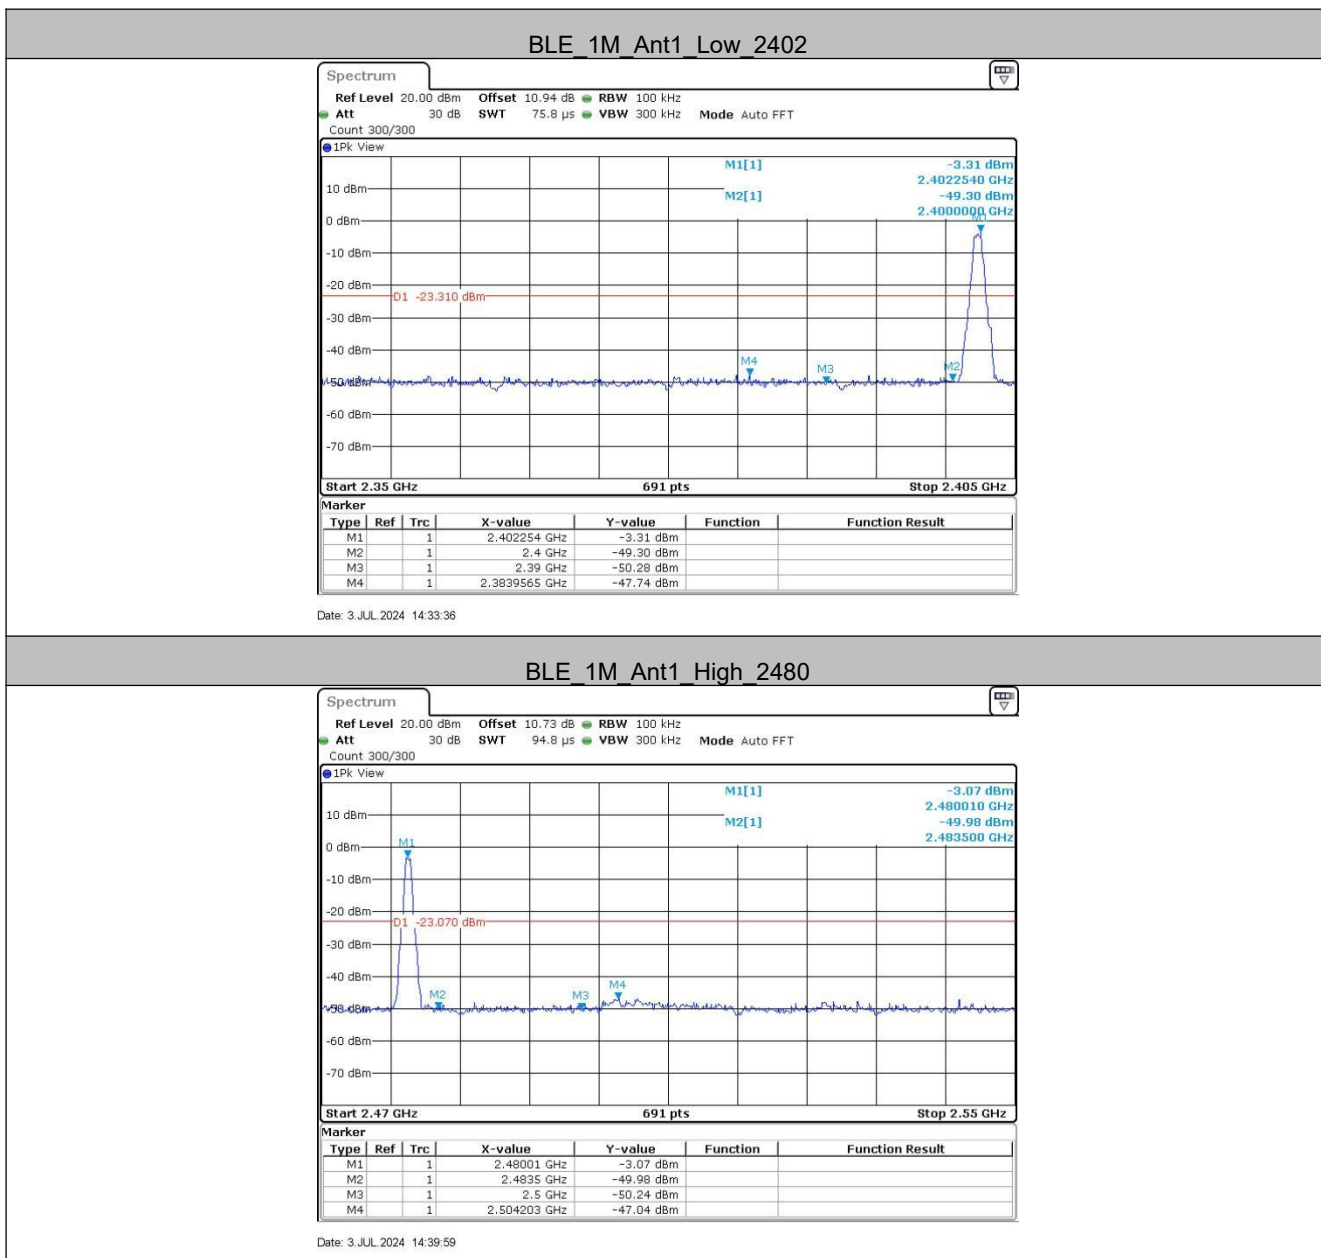 BLE_1M_Ant1_Low_2402
Spectrum
Ref Level 20.00 dBm Offset 10.94 dB RBW 100 kHz
Att 30 dB SWT 75.8 µs VBW 300 kHz Mode Auto FFT
Count 300/300
1Pk View
M1[1] -3.31 dBm
2.4022540 GHz
M2[1] -49.30 dBm
2.4000000 GHz
10 dBm
M1
0 dBm
-10 dBm
-20 dBm
D1 -23.310 dBm
-30 dBm
-40 dBm
M4
M3
M2
-50 dBm
-60 dBm
-70 dBm
Start 2.35 GHz 691 pts Stop 2.405 GHz
Marker
Type Ref Trc X-value Y-value Function Function Result
M1 1 2.402254 GHz -3.31 dBm
M2 1 2.4 GHz -49.30 dBm
M3 1 2.39 GHz -50.28 dBm
M4 1 2.3839565 GHz -47.74 dBm
Date: 3.JUL.2024 14:33:36
BLE_1M_Ant1_High_2480
Spectrum
Ref Level 20.00 dBm Offset 10.73 dB RBW 100 kHz
Att 30 dB SWT 94.8 µs VBW 300 kHz Mode Auto FFT
Count 300/300
1Pk View
M1[1] -3.07 dBm
2.480010 GHz
M2[1] -49.98 dBm
2.483500 GHz
10 dBm
M1
0 dBm
-10 dBm
-20 dBm
D1 -23.070 dBm
-30 dBm
-40 dBm
M2
M3
M4
-50 dBm
-60 dBm
-70 dBm
Start 2.47 GHz 691 pts Stop 2.55 GHz
Marker
Type Ref Trc X-value Y-value Function Function Result
M1 1 2.48001 GHz -3.07 dBm
M2 1 2.4835 GHz -49.98 dBm
M3 1 2.5 GHz -50.24 dBm
M4 1 2.504203 GHz -47.04 dBm
Date: 3.JUL.2024 14:39:59